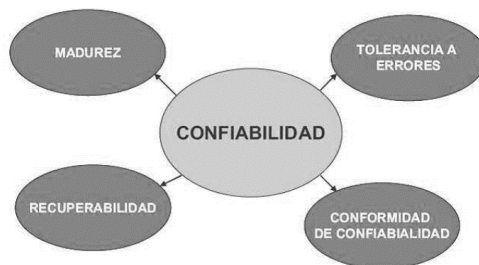 MADUREZ
TOLERANCIA A
ERRORES
CONFIABILIDAD
RECUPERABILIDAD
CONFORMIDAD
DE CONFIABIALIDAD